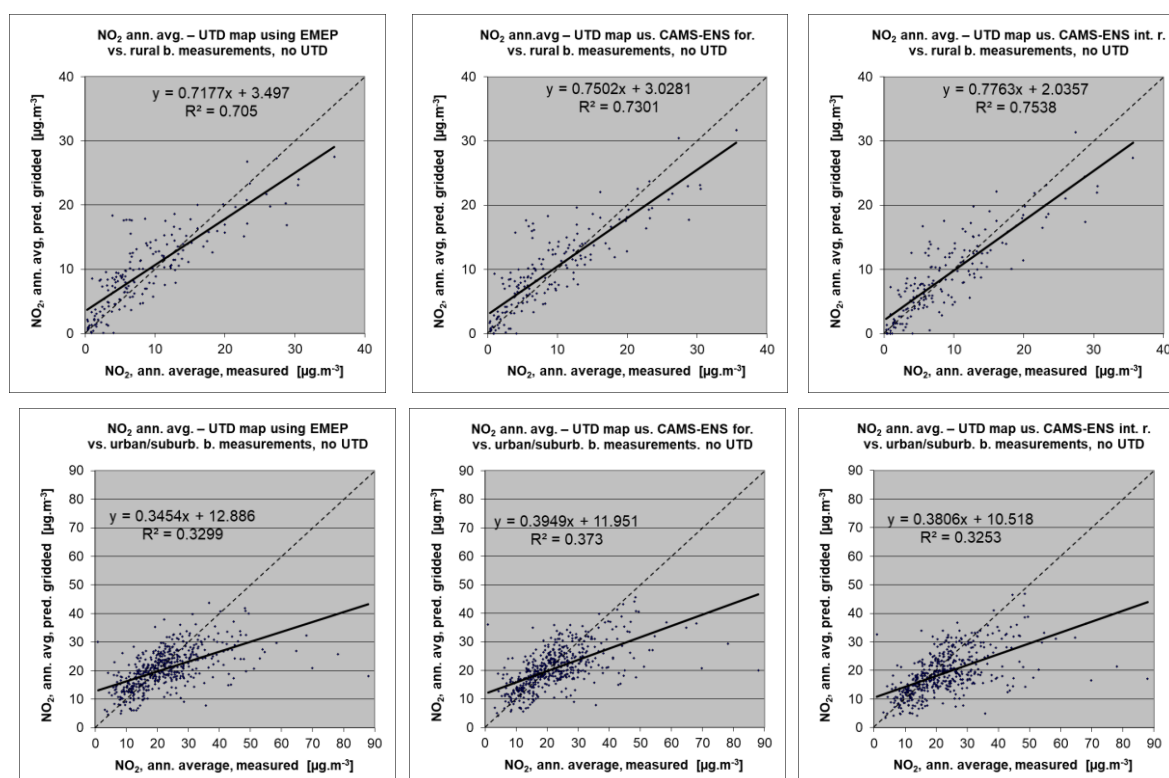 NO₂ ann. avg. – UTD map using EMEP
vs. rural b. measurements, no UTD
NO₂, ann. avg, pred. gridded [µg.m⁻³]
40
30
20
10
0
y = 0.7177x + 3.497
R² = 0.705
0 10 20 30 40
NO₂, ann. average, measured [µg.m⁻³]
NO₂ ann.avg – UTD map us. CAMS-ENS for.
vs. rural b. measurements, no UTD
NO₂, ann. avg, pred. gridded [µg.m⁻³]
40
30
20
10
0
y = 0.7502x + 3.0281
R² = 0.7301
0 10 20 30 40
NO₂, ann. average, measured [µg.m⁻³]
NO₂ ann. avg. – UTD map us. CAMS-ENS int. r.
vs. rural b. measurements, no UTD
NO₂, ann. avg, pred. gridded [µg.m⁻³]
40
30
20
10
0
y = 0.7763x + 2.0357
R² = 0.7538
0 10 20 30 40
NO₂, ann. average, measured [µg.m⁻³]
NO₂ ann. avg. – UTD map using EMEP
vs. urban/suburb. b. measurements, no UTD
NO₂, ann. avg, pred. gridded [µg.m⁻³]
90
80
70
60
50
40
30
20
10
0
y = 0.3454x + 12.886
R² = 0.3299
0 10 20 30 40 50 60 70 80 90
NO₂, ann. average, measured [µg.m⁻³]
NO₂ ann. avg. – UTD map us. CAMS-ENS for.
vs. urban/suburb. b. measurements. no UTD
NO₂, ann. avg, pred. gridded [µg.m⁻³]
90
80
70
60
50
40
30
20
10
0
y = 0.3949x + 11.951
R² = 0.373
0 10 20 30 40 50 60 70 80 90
NO₂, ann. average, measured [µg.m⁻³]
NO₂ ann. avg. – UTD map us. CAMS-ENS int. r.
vs. urban/suburb. b. measurements, no UTD
NO₂, ann. avg, pred. gridded [µg.m⁻³]
90
80
70
60
50
40
30
20
10
0
y = 0.3806x + 10.518
R² = 0.3253
0 10 20 30 40 50 60 70 80 90
NO₂, ann. average, measured [µg.m⁻³]